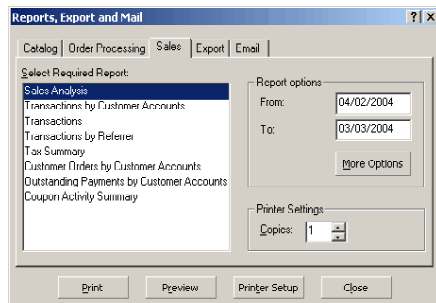 Reports, Export and Mail
Catalog Order Processing Sales Export Email
Select Required Report:
Sales Analysis
Transactions by Customer Accounts
Transactions
Transactions by Referrer
Tax Summary
Customer Orders by Customer Accounts
Outstanding Payments by Customer Accounts
Coupon Activity Summary
Report options
From: 04/02/2004
To: 03/03/2004
More Options
Printer Settings
Copies: 1
Print Preview Printer Setup Close